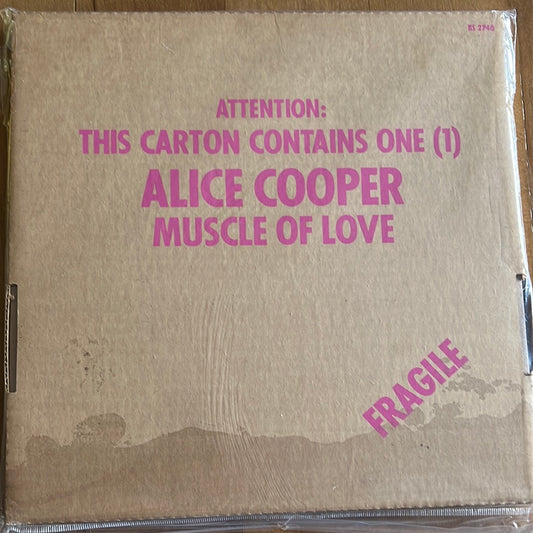 BS 2748
ATTENTION:
THIS CARTON CONTAINS ONE (1)
ALICE COOPER
MUSCLE OF LOVE
FRAGILE